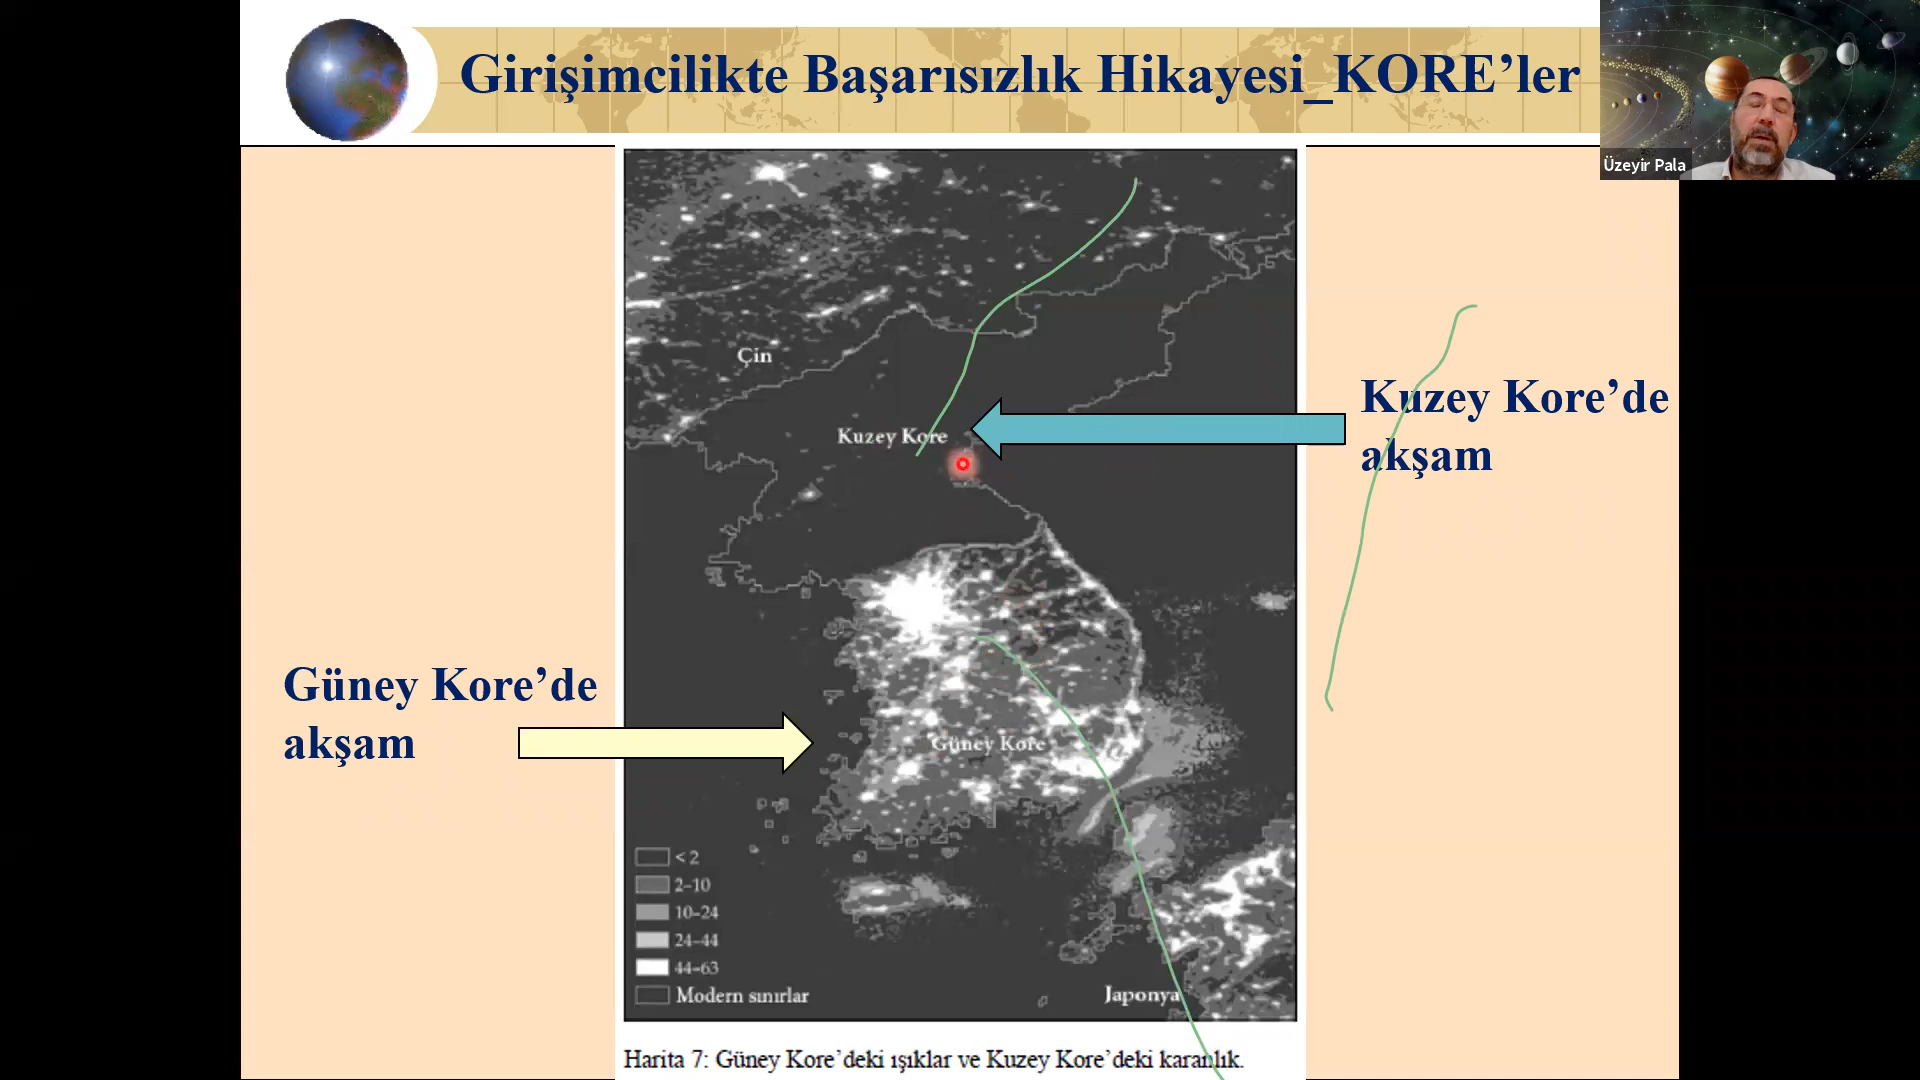 Girişimcilikte Başarısızlık Hikayesi_KORE’ler
Üzeyir Pala
Çin
Kuzey Kore’de
akşam
Kuzey Kore
Güney Kore’de
akşam
Güney Kore
< 2
2–10
10–24
24–44
44–63
Modern sınırlar
Japonya
Harita 7: Güney Kore’deki ışıklar ve Kuzey Kore’deki karanlık.